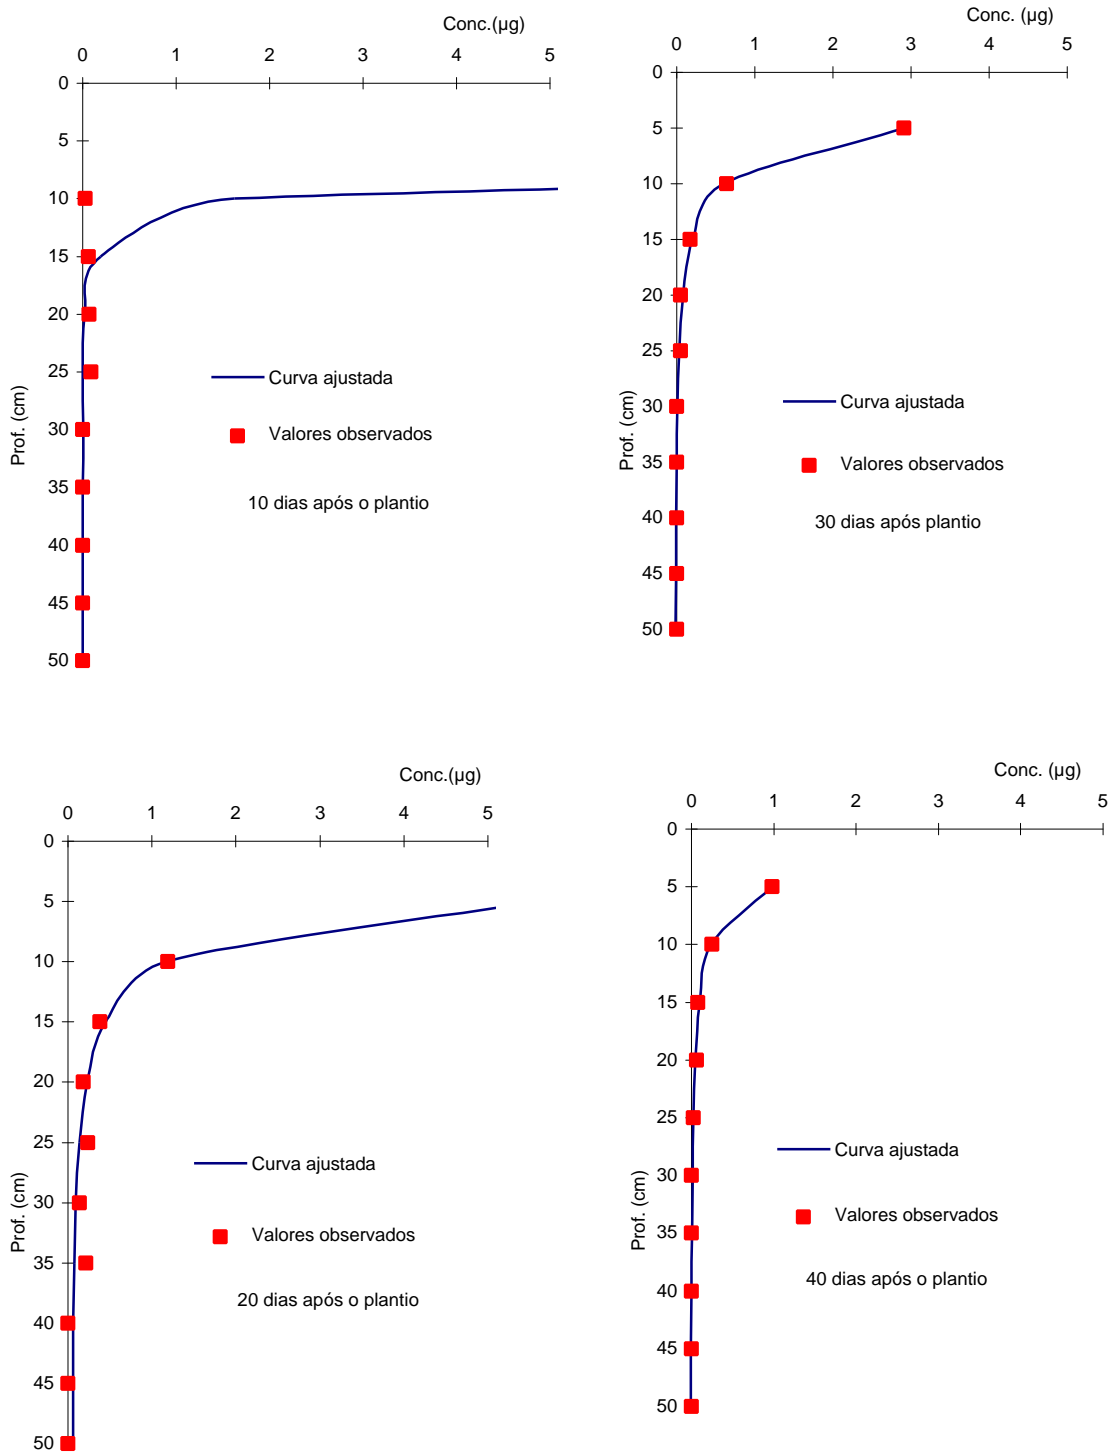 Conc.(µg)
0 1 2 3 4 5
0
5
10
15
20
25
30
35
40
45
50
Prof. (cm)
Curva ajustada
Valores observados
10 dias após o plantio
Conc. (µg)
0 1 2 3 4 5
0
5
10
15
20
25
30
35
40
45
50
Prof. (cm)
Curva ajustada
Valores observados
30 dias após plantio
Conc.(µg)
0 1 2 3 4 5
0
5
10
15
20
25
30
35
40
45
50
Prof. (cm)
Curva ajustada
Valores observados
20 dias após o plantio
Conc. (µg)
0 1 2 3 4 5
0
5
10
15
20
25
30
35
40
45
50
Prof. (cm)
Curva ajustada
Valores observados
40 dias após o plantio